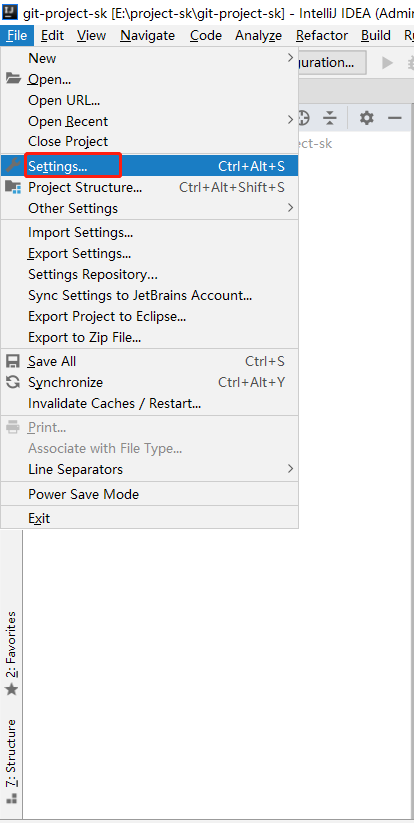 git-project-sk [E:\project-sk\git-project-sk] - IntelliJ IDEA (Admi
File Edit View Navigate Code Analyze Refactor Build R
New
Open...
Open URL...
Open Recent
Close Project
Settings... Ctrl+Alt+S
Project Structure... Ctrl+Alt+Shift+S
Other Settings
Import Settings...
Export Settings...
Settings Repository...
Sync Settings to JetBrains Account...
Export Project to Eclipse...
Export to Zip File...
Save All Ctrl+S
Synchronize Ctrl+Alt+Y
Invalidate Caches / Restart...
Print...
Associate with File Type...
Line Separators
Power Save Mode
Exit
guration...
ect-sk
2: Favorites
7: Structure